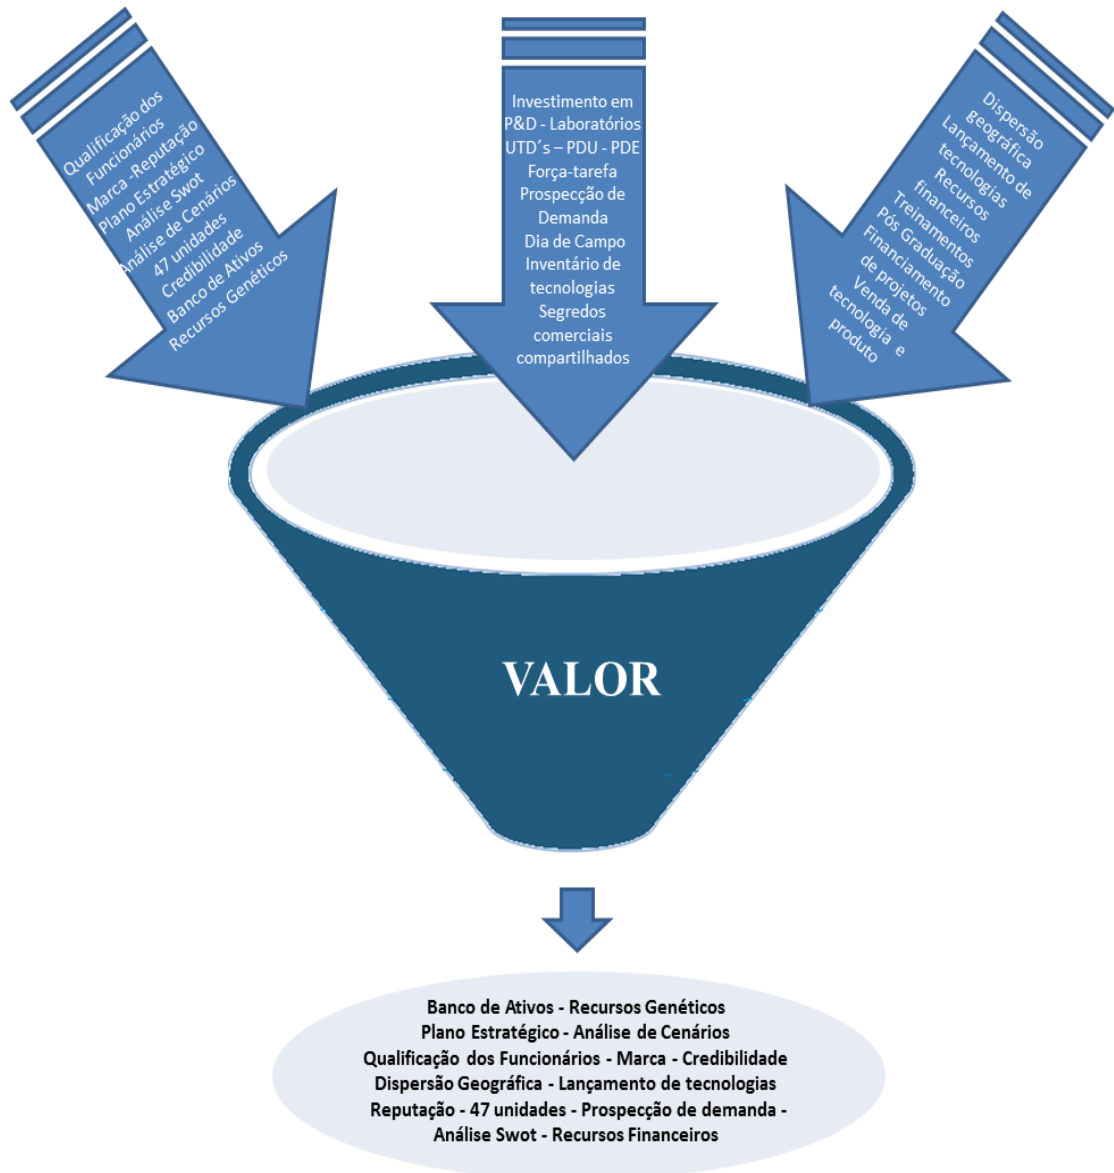 Qualificação dos
Funcionários
Marca -Reputação
Plano Estratégico
Análise Swot
Análise de Cenários
47 unidades
Credibilidade
Banco de Ativos
Recursos Genéticos
Investimento em
P&D - Laboratórios
UTD´s – PDU - PDE
Força-tarefa
Prospecção de
Demanda
Dia de Campo
Inventário de
tecnologias
Segredos
comerciais
compartilhados
Dispersão
geográfica
Lançamento de
tecnologias
Recursos
financeiros
Treinamentos
Pós Graduação
Financiamento
de projetos
Venda de
tecnologia e
produto
VALOR
Banco de Ativos - Recursos Genéticos
Plano Estratégico - Análise de Cenários
Qualificação dos Funcionários - Marca - Credibilidade
Dispersão Geográfica - Lançamento de tecnologias
Reputação - 47 unidades - Prospecção de demanda -
Análise Swot - Recursos Financeiros